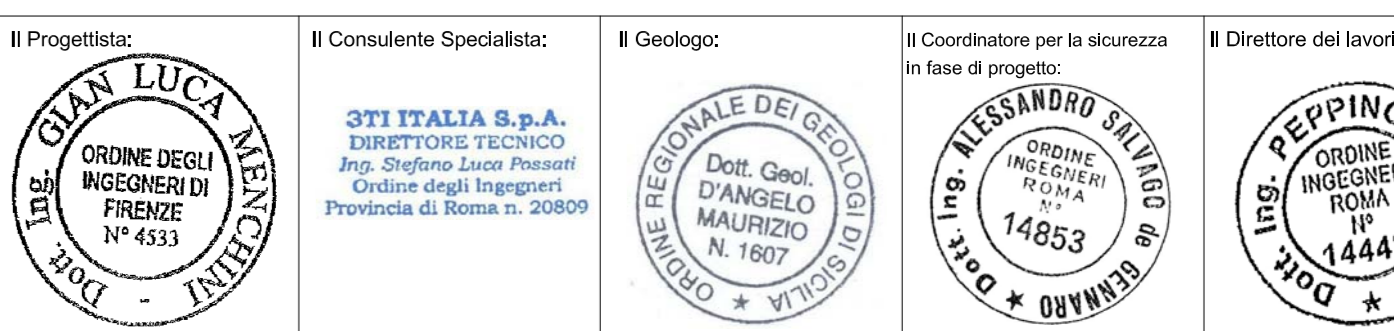 Il Progettista:
Dott. Ing. GIAN LUCA MENCHINI -
ORDINE DEGLI
INGEGNERI DI
FIRENZE
N° 4533
Il Consulente Specialista:
3TI ITALIA S.p.A.
DIRETTORE TECNICO
Ing. Stefano Luca Possati
Ordine degli Ingegneri
Provincia di Roma n. 20809
Il Geologo:
ORDINE REGIONALE DEI GEOLOGI DI SICILIA ★
Dott. Geol.
D'ANGELO
MAURIZIO
N. 1607
Il Coordinatore per la sicurezza
in fase di progetto:
Dott. Ing. ALESSANDRO SALVAGO de GENNARO ★
ORDINE
INGEGNERI
ROMA
N°
14853
Il Direttore dei lavori
Dott. Ing. PEPPINO ★
ORDINE
INGEGNERI
ROMA
N°
1444